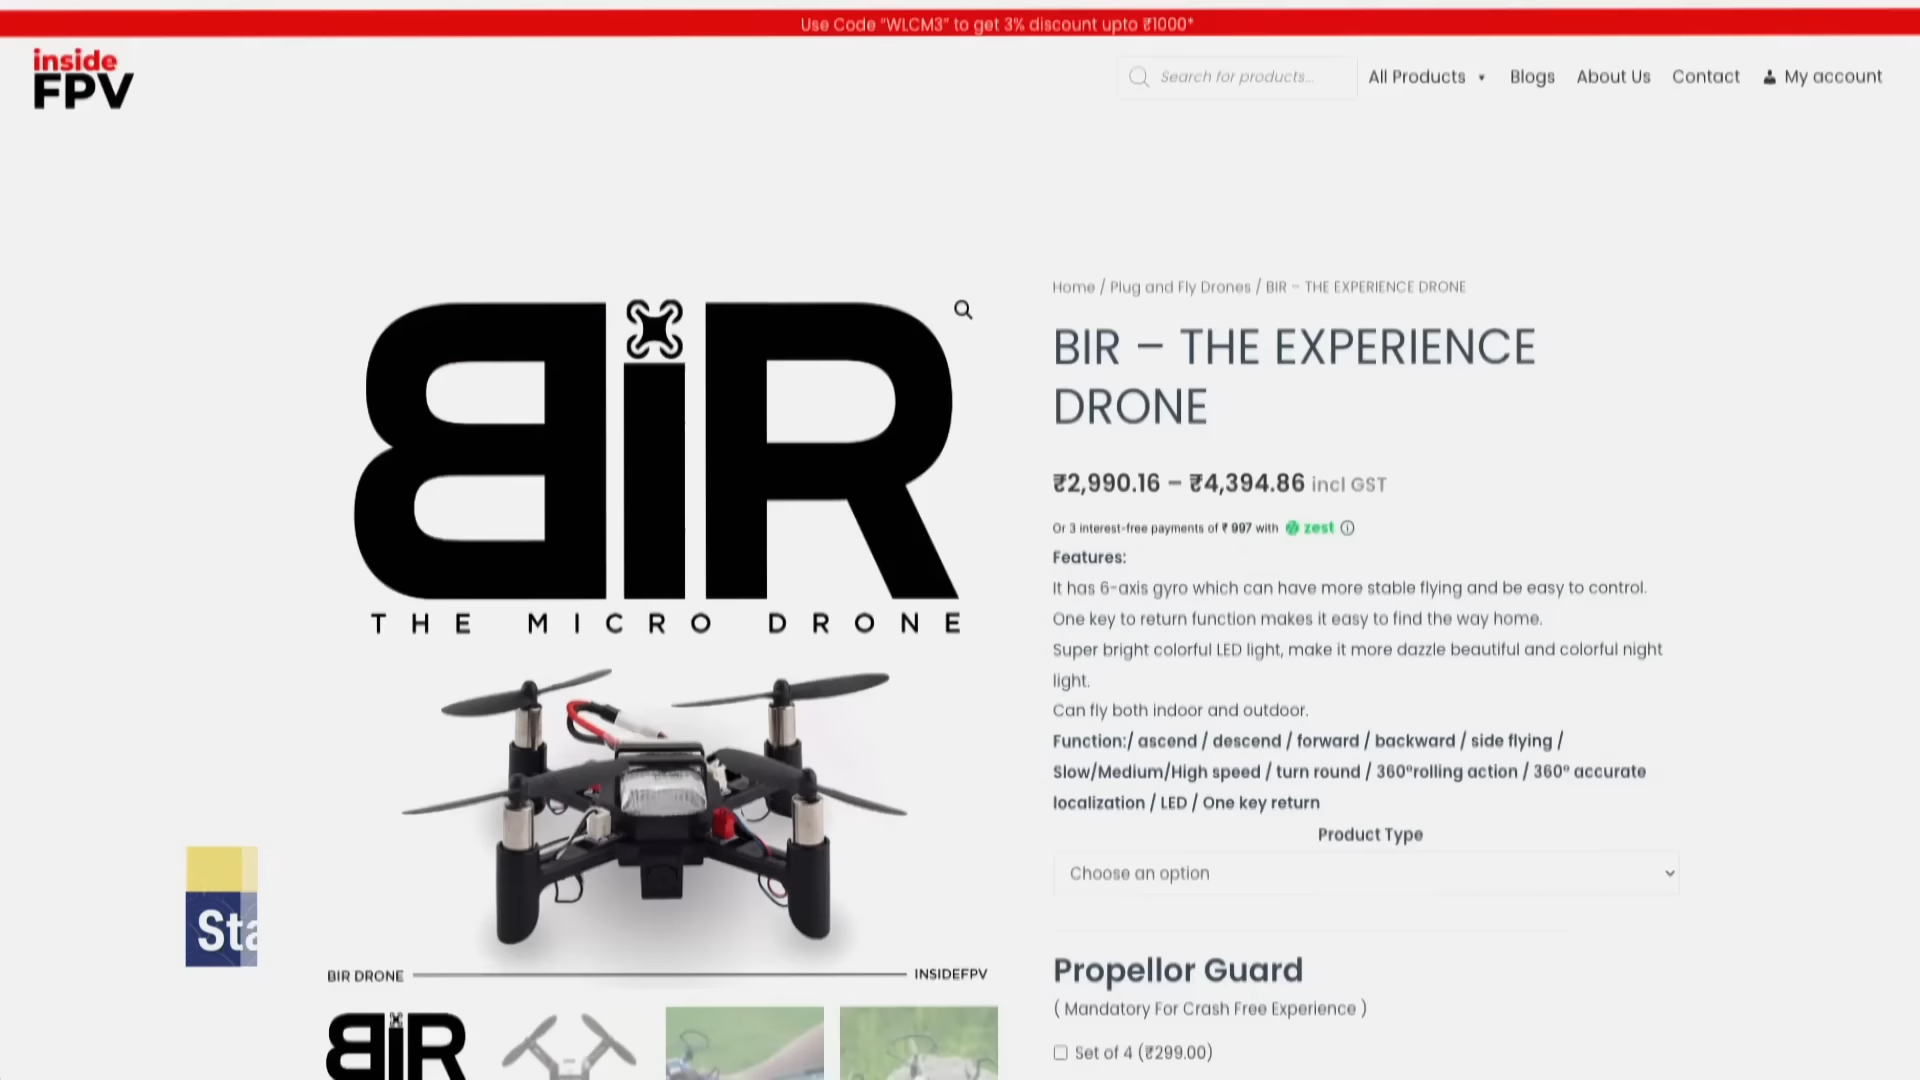 Use Code "WLCM3" to get 3% discount upto ₹1000*
inside
FPV
Search for products...
All Products
Blogs
About Us
Contact
My account
BiR
THE MICRO DRONE
BIR DRONE
INSIDEFPV
BiR
Home / Plug and Fly Drones / BIR – THE EXPERIENCE DRONE
BIR – THE EXPERIENCE
DRONE
₹2,990.16 – ₹4,394.86 incl GST
Or 3 interest-free payments of ₹ 997 with zest
Features:
It has 6-axis gyro which can have more stable flying and be easy to control.
One key to return function makes it easy to find the way home.
Super bright colorful LED light, make it more dazzle beautiful and colorful night
light.
Can fly both indoor and outdoor.
Function:/ ascend / descend / forward / backward / side flying /
Slow/Medium/High speed / turn round / 360°rolling action / 360° accurate
localization / LED / One key return
Product Type
Choose an option
Propellor Guard
( Mandatory For Crash Free Experience )
Set of 4 (₹299.00)